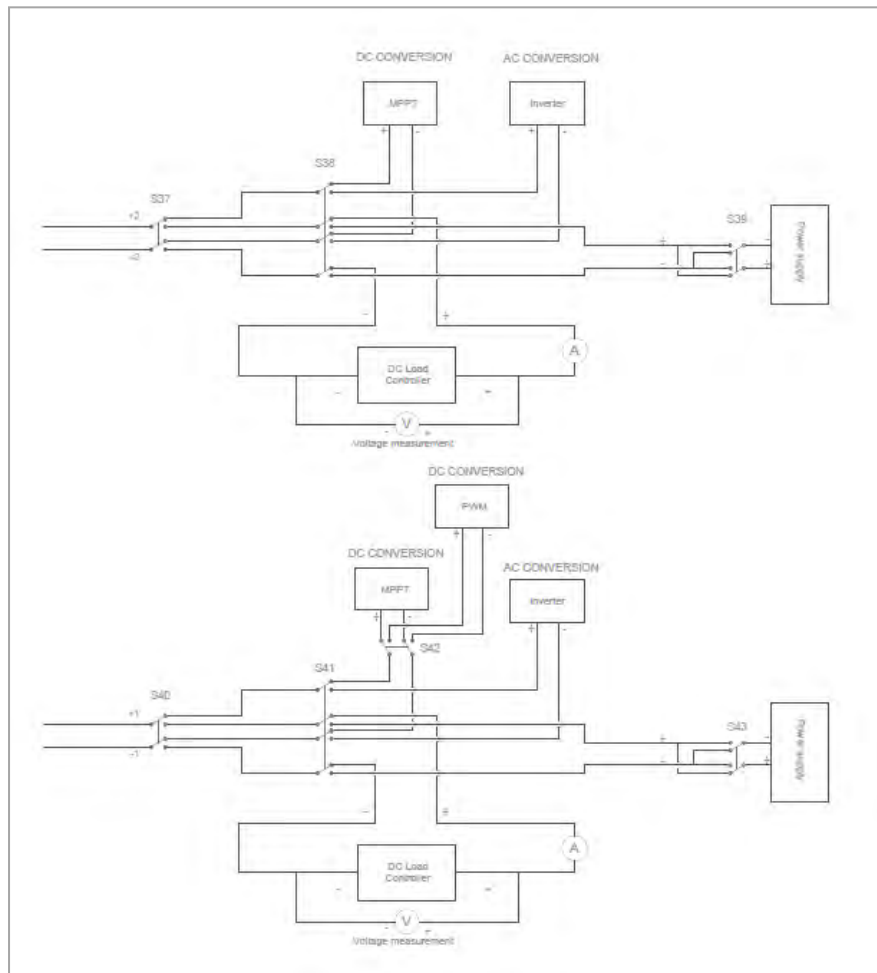 DC CONVERSION
AC CONVERSION
MPPT
Inverter
+ - + -
S38
S37
+2
S39
-2
+ -
- +
Power supply
- +
A
DC Load
Controller
- +
V
- +
Voltage measurement
DC CONVERSION
PWM
+ -
DC CONVERSION
AC CONVERSION
MPPT
Inverter
+ - + -
S42
S41
S40
+1
S43
-1
+ -
- +
Power supply
- +
A
DC Load
Controller
- +
V
- +
Voltage measurement